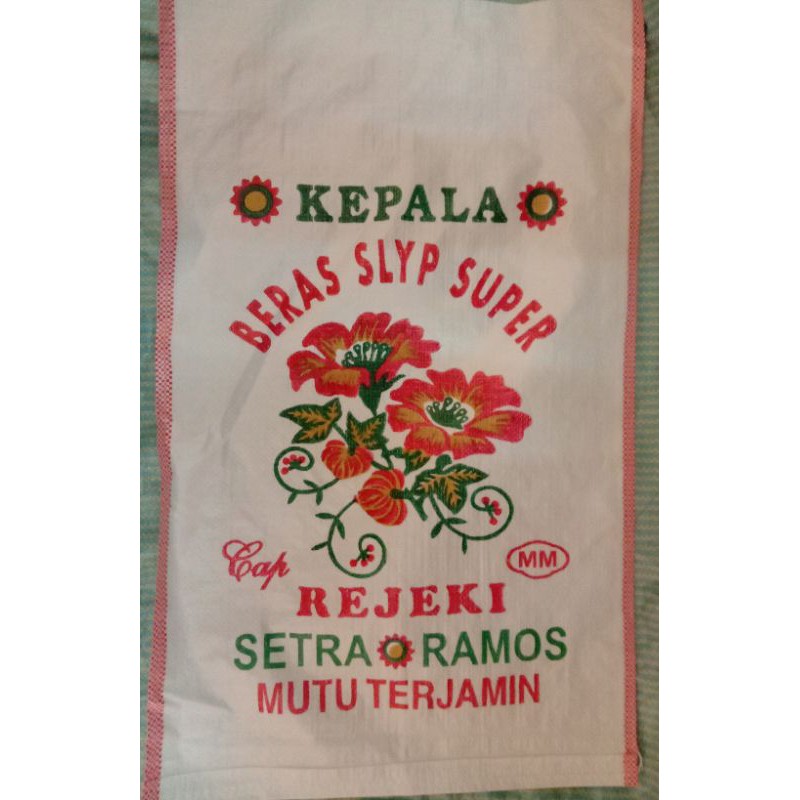 KEPALA
BERAS SLYP SUPER
Cap
MM
REJEKI
SETRA RAMOS
MUTU TERJAMIN